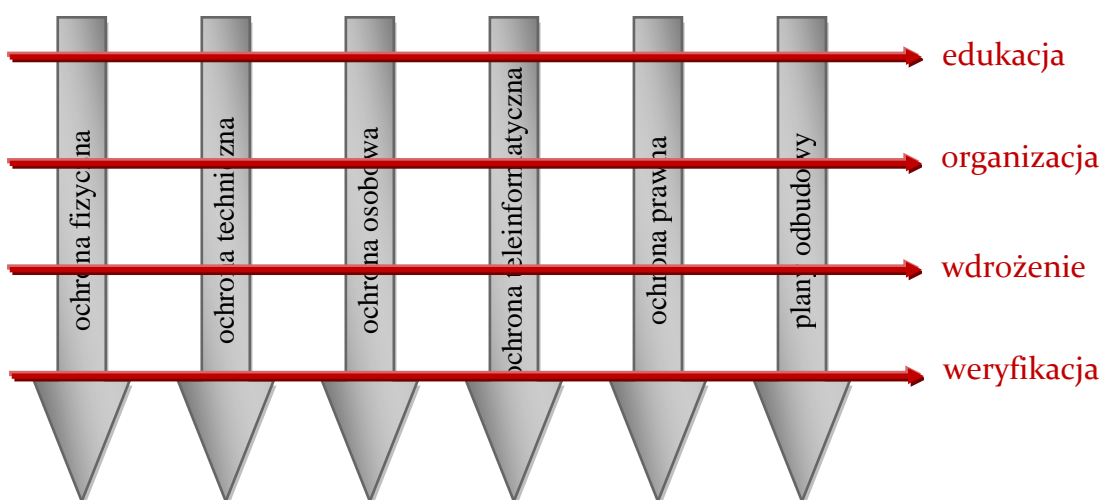 edukacja
organizacja
wdrożenie
weryfikacja
ochrona fizyczna
ochrona techniczna
ochrona osobowa
ochrona teleinformatyczna
ochrona prawna
plany odbudowy